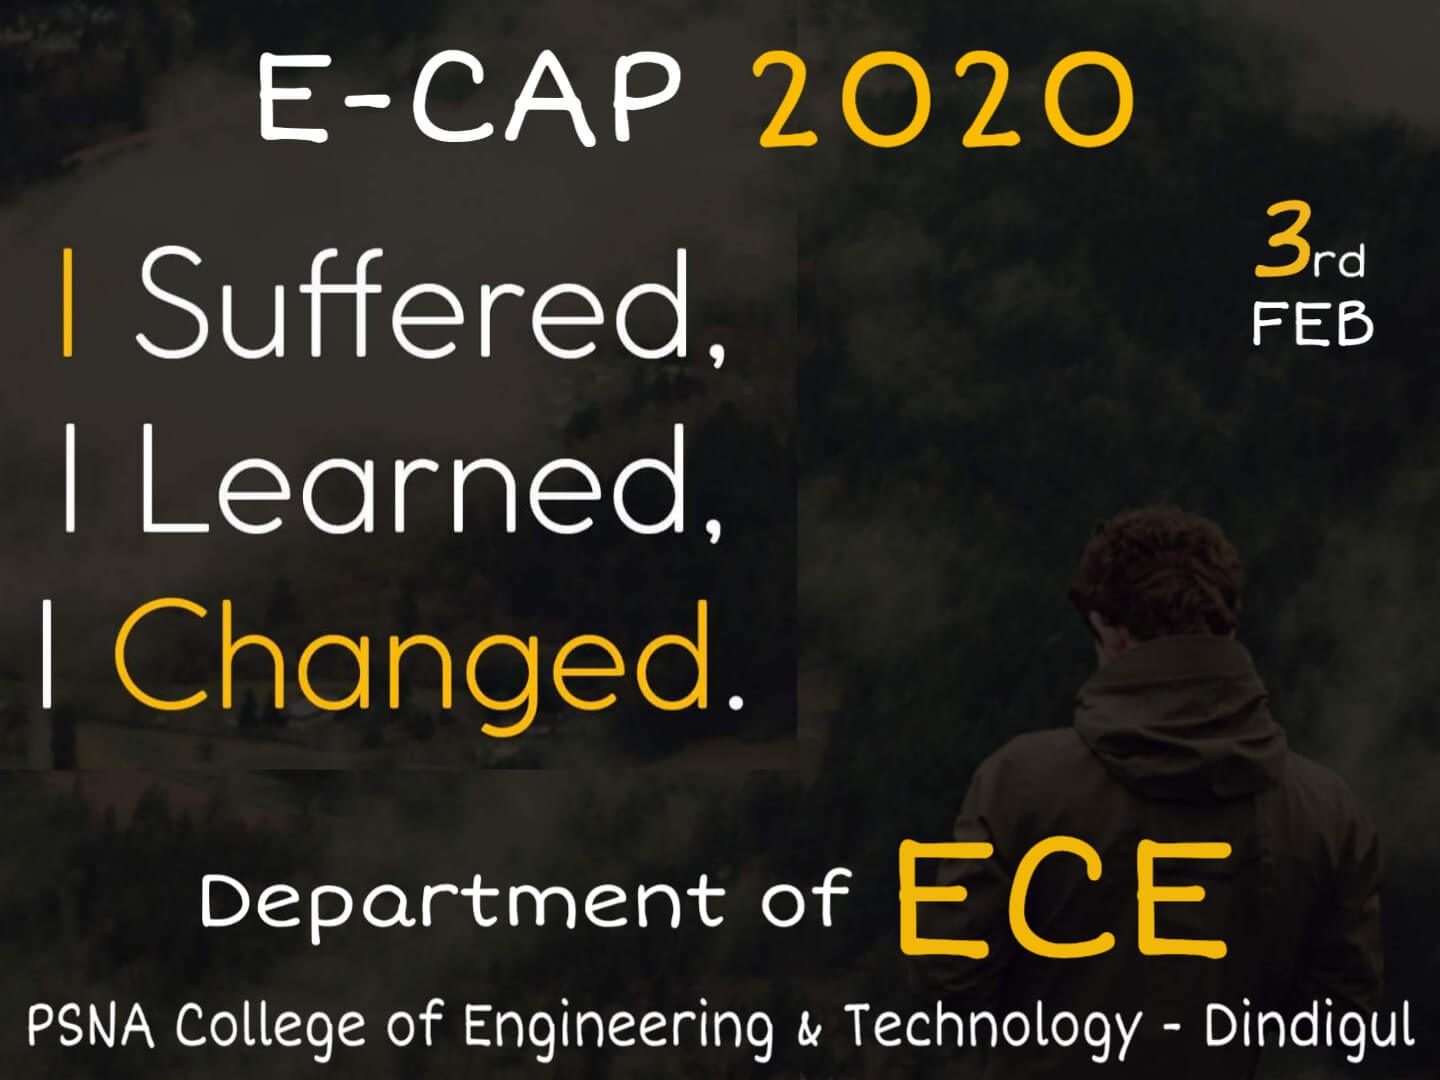 E-CAP 2020
3rd
FEB
I Suffered,
I Learned,
I Changed.
Department of ECE
PSNA College of Engineering & Technology - Dindigul